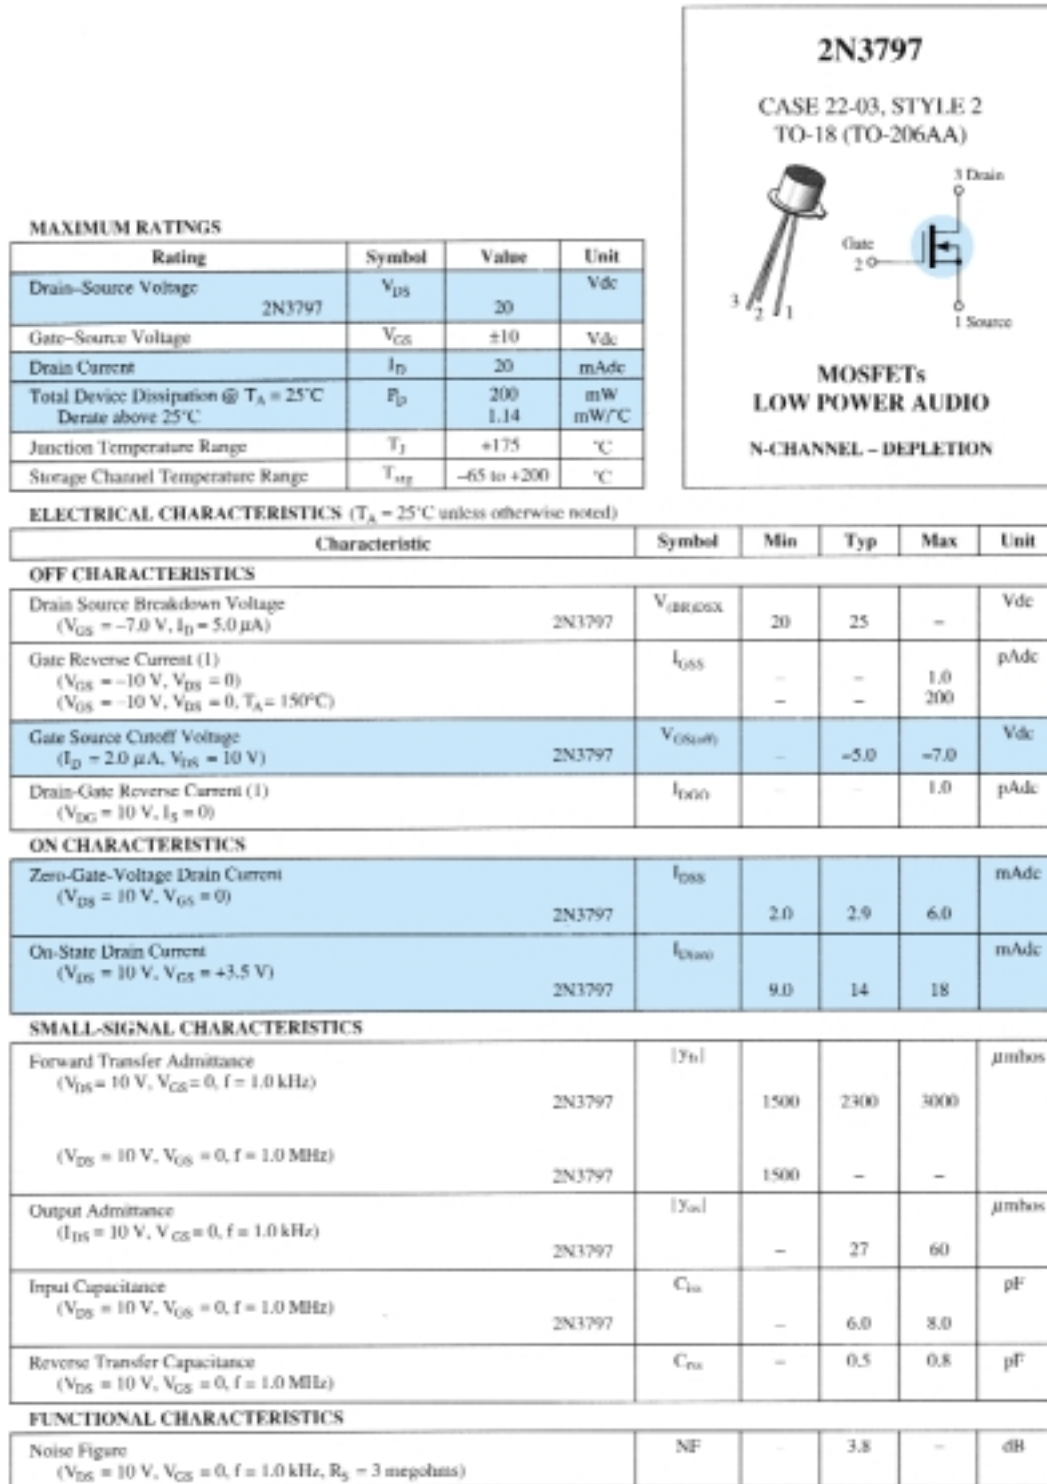 2N3797
CASE 22-03, STYLE 2
TO-18 (TO-206AA)
3 Drain
Gate
2
3
2
1
1 Source
MOSFETs
LOW POWER AUDIO
N-CHANNEL – DEPLETION
MAXIMUM RATINGS
Rating Symbol Value Unit
Drain–Source Voltage V_DS Vdc
2N3797 20
Gate–Source Voltage V_GS ±10 Vdc
Drain Current I_D 20 mAdc
Total Device Dissipation @ T_A = 25°C P_D 200 mW
Derate above 25°C 1.14 mW/°C
Junction Temperature Range T_J +175 °C
Storage Channel Temperature Range T_stg –65 to +200 °C
ELECTRICAL CHARACTERISTICS (T_A = 25°C unless otherwise noted)
Characteristic Symbol Min Typ Max Unit
OFF CHARACTERISTICS
Drain Source Breakdown Voltage V_(BR)DSX Vdc
(V_GS = –7.0 V, I_D = 5.0 µA) 2N3797 20 25 –
Gate Reverse Current (1) I_GSS pAdc
(V_GS = –10 V, V_DS = 0) – – 1.0
(V_GS = –10 V, V_DS = 0, T_A = 150°C) – – 200
Gate Source Cutoff Voltage V_GS(off) Vdc
(I_D = 2.0 µA, V_DS = 10 V) 2N3797 – –5.0 –7.0
Drain-Gate Reverse Current (1) I_DGO – – 1.0 pAdc
(V_DG = 10 V, I_S = 0)
ON CHARACTERISTICS
Zero-Gate-Voltage Drain Current I_DSS mAdc
(V_DS = 10 V, V_GS = 0)
2N3797 2.0 2.9 6.0
On-State Drain Current I_D(on) mAdc
(V_DS = 10 V, V_GS = +3.5 V)
2N3797 9.0 14 18
SMALL-SIGNAL CHARACTERISTICS
Forward Transfer Admittance |y_fs| µmhos
(V_DS = 10 V, V_GS = 0, f = 1.0 kHz)
2N3797 1500 2300 3000
(V_DS = 10 V, V_GS = 0, f = 1.0 MHz)
2N3797 1500 – –
Output Admittance |y_os| µmhos
(I_DS = 10 V, V_GS = 0, f = 1.0 kHz)
2N3797 – 27 60
Input Capacitance C_iss pF
(V_DS = 10 V, V_GS = 0, f = 1.0 MHz)
2N3797 – 6.0 8.0
Reverse Transfer Capacitance C_rss – 0.5 0.8 pF
(V_DS = 10 V, V_GS = 0, f = 1.0 MHz)
FUNCTIONAL CHARACTERISTICS
Noise Figure NF – 3.8 – dB
(V_DS = 10 V, V_GS = 0, f = 1.0 kHz, R_S = 3 megohms)